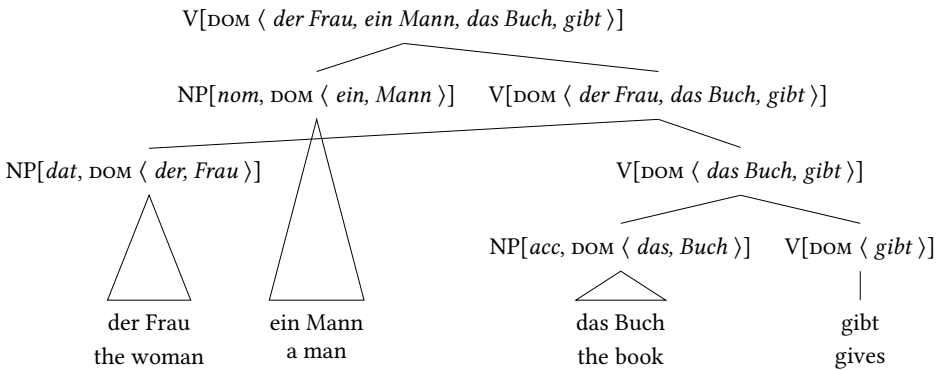 V[DOM ⟨ der Frau, ein Mann, das Buch, gibt ⟩]
NP[nom, DOM ⟨ ein, Mann ⟩] V[DOM ⟨ der Frau, das Buch, gibt ⟩]
NP[dat, DOM ⟨ der, Frau ⟩] V[DOM ⟨ das Buch, gibt ⟩]
NP[acc, DOM ⟨ das, Buch ⟩] V[DOM ⟨ gibt ⟩]
der Frau ein Mann das Buch gibt
the woman a man the book gives